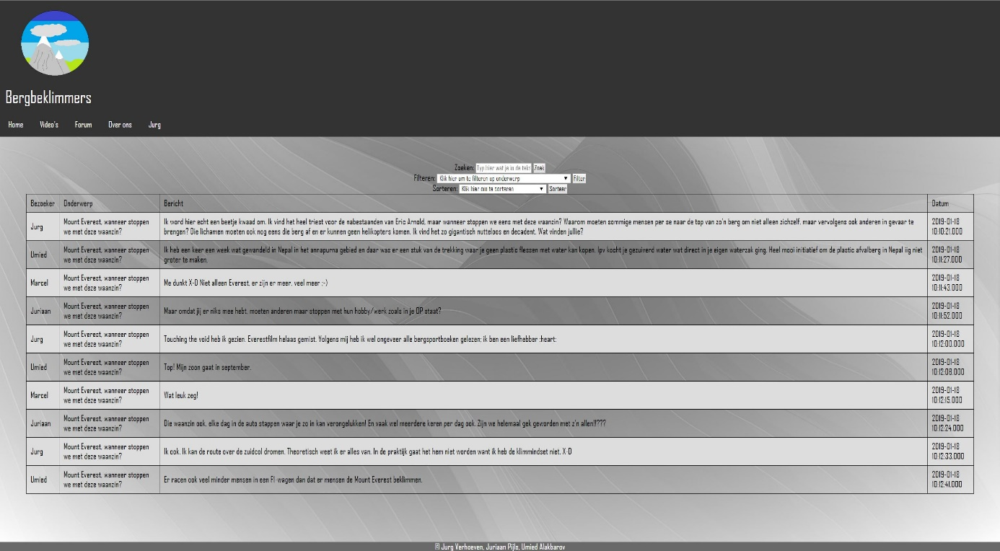 Bergbeklimmers
Home Video's Forum Over ons Jurg
Zoeken: Typ hier wat je in de teks Zoek
Filteren: Klik hier om te filteren op onderwerp Filter
Sorteren: Klik hier om te sorteren Sorteer
Bezoeker Onderwerp Bericht Datum
Jurg
Mount Everest, wanneer stoppen
we met deze waanzin?
Ik word hier echt een beetje kwaad om. Ik vind het heel triest voor de nabestaanden van Eric Arnold, maar wanneer stoppen we eens met deze waanzin? Waarom moeten sommige mensen per se naar de top van zo'n berg om niet alleen zichzelf, maar vervolgens ook anderen in gevaar te
brengen? Die lichamen moeten ook nog eens die berg af en er kunnen geen helikopters komen. Ik vind het zo gigantisch nutteloos en decadent. Wat vinden jullie?
2019-01-18
10:10:21.000
Umied
Mount Everest, wanneer stoppen
we met deze waanzin?
Ik heb een keer een week wat gewandeld in Nepal in het annapurna gebied en daar was er een stuk van de trekking waar je geen plastic flessen met water kan kopen. Ipv kocht je gezuiverd water wat direct in je eigen waterzak ging. Heel mooi initiatief om de plastic afvalberg in Nepal iig niet
groter te maken.
2019-01-18
10:11:27.000
Marcel
Mount Everest, wanneer stoppen
we met deze waanzin?
Me dunkt X-D Niet alleen Everest, er zijn er meer, veel meer ;-)
2019-01-18
10:11:43.000
Juriaan
Mount Everest, wanneer stoppen
we met deze waanzin?
Maar omdat jij er niks mee hebt, moeten anderen maar stoppen met hun hobby/werk zoals in je OP staat?
2019-01-18
10:11:52.000
Jurg
Mount Everest, wanneer stoppen
we met deze waanzin?
Touching the void heb ik gezien. Everestfilm helaas gemist. Volgens mij heb ik wel ongeveer alle bergsportboeken gelezen; ik ben een liefhebber :heart:
2019-01-18
10:12:00.000
Umied
Mount Everest, wanneer stoppen
we met deze waanzin?
Top! Mijn zoon gaat in september.
2019-01-18
10:12:08.000
Marcel
Mount Everest, wanneer stoppen
we met deze waanzin?
Wat leuk zeg!
2019-01-18
10:12:15.000
Juriaan
Mount Everest, wanneer stoppen
we met deze waanzin?
Die waanzin ook, elke dag in de auto stappen waar je zo in kan verongelukken! En vaak wel meerdere keren per dag ook. Zijn we helemaal gek geworden met z'n allen!!???
2019-01-18
10:12:24.000
Jurg
Mount Everest, wanneer stoppen
we met deze waanzin?
Ik ook. Ik kan de route over de zuidcol dromen. Theoretisch weet ik er alles van. In de praktijk gaat het hem niet worden want ik heb de klimmindset niet. X-D
2019-01-18
10:12:33.000
Umied
Mount Everest, wanneer stoppen
we met deze waanzin?
Er racen ook veel minder mensen in een F1-wagen dan dat er mensen de Mount Everest beklimmen.
2019-01-18
10:12:41.000
© Jurg Verhoeven, Juriaan Pijls, Umied Alakbarov